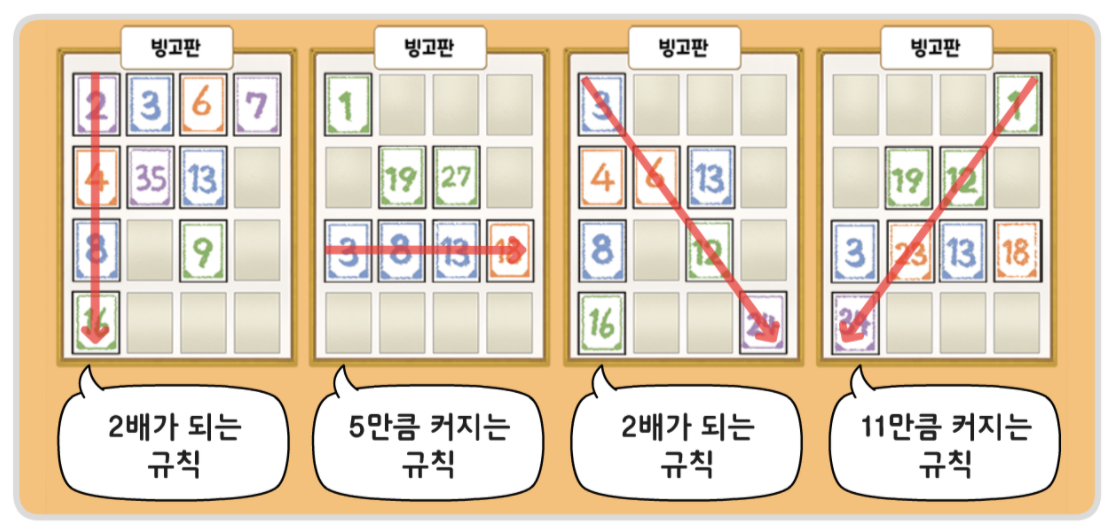 빙고판 빙고판 빙고판 빙고판
2 3 6 7
4 35 13
8 9
16
1
19 27
3 8 13 18
3
4 6 13
8 12
16 24
1
19 12
3 23 13 18
34
2배가 되는
규칙
5만큼 커지는
규칙
2배가 되는
규칙
11만큼 커지는
규칙